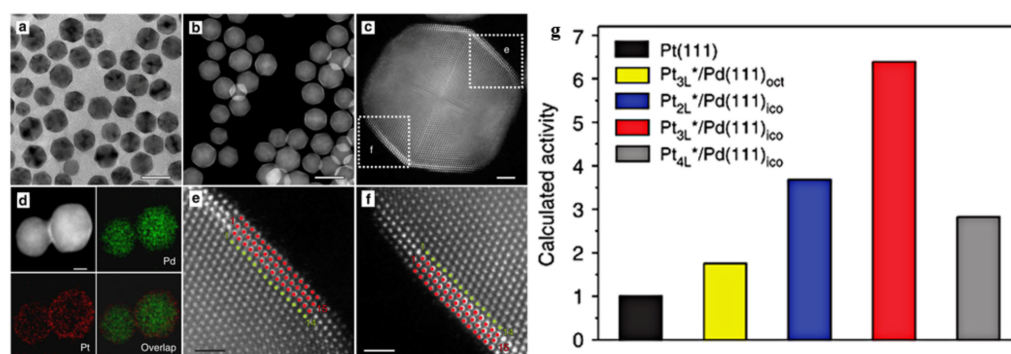 a
b
c
e
f
d
Pd
Pt
Overlap
e
f
g
Calculated activity
7
6
5
4
3
2
1
0
Pt(111)
Pt3L*/Pd(111)oct
Pt2L*/Pd(111)ico
Pt3L*/Pd(111)ico
Pt4L*/Pd(111)ico